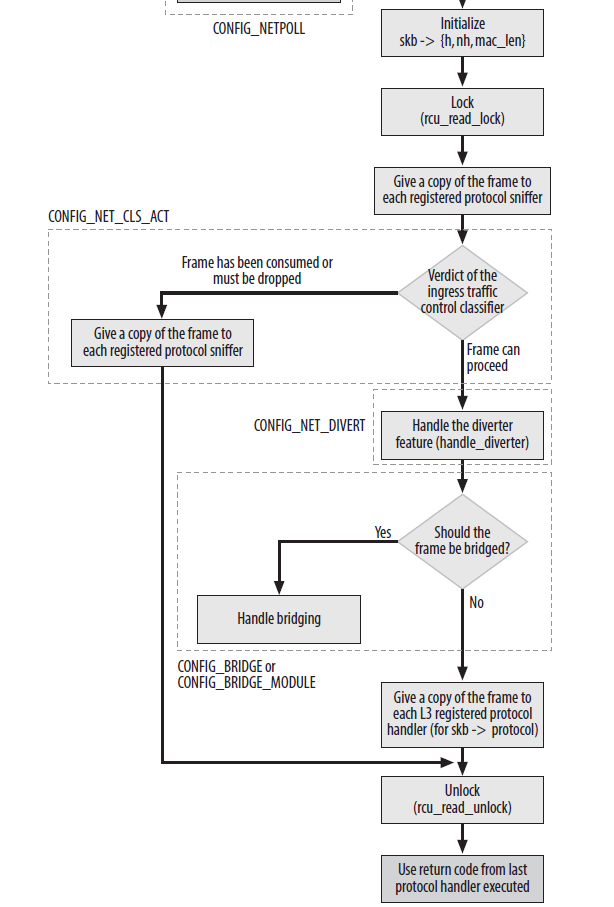 CONFIG_NETPOLL
Initialize
skb -> {h, nh, mac_len}
Lock
(rcu_read_lock)
Give a copy of the frame to
each registered protocol sniffer
CONFIG_NET_CLS_ACT
Frame has been consumed or
must be dropped
Verdict of the
ingress traffic
control classifier
Give a copy of the frame to
each registered protocol sniffer
Frame can
proceed
CONFIG_NET_DIVERT
Handle the diverter
feature (handle_diverter)
Yes
Should the
frame be bridged?
Handle bridging
No
CONFIG_BRIDGE or
CONFIG_BRIDGE_MODULE
Give a copy of the frame to
each L3 registered protocol
handler (for skb -> protocol)
Unlock
(rcu_read_unlock)
Use return code from last
protocol handler executed